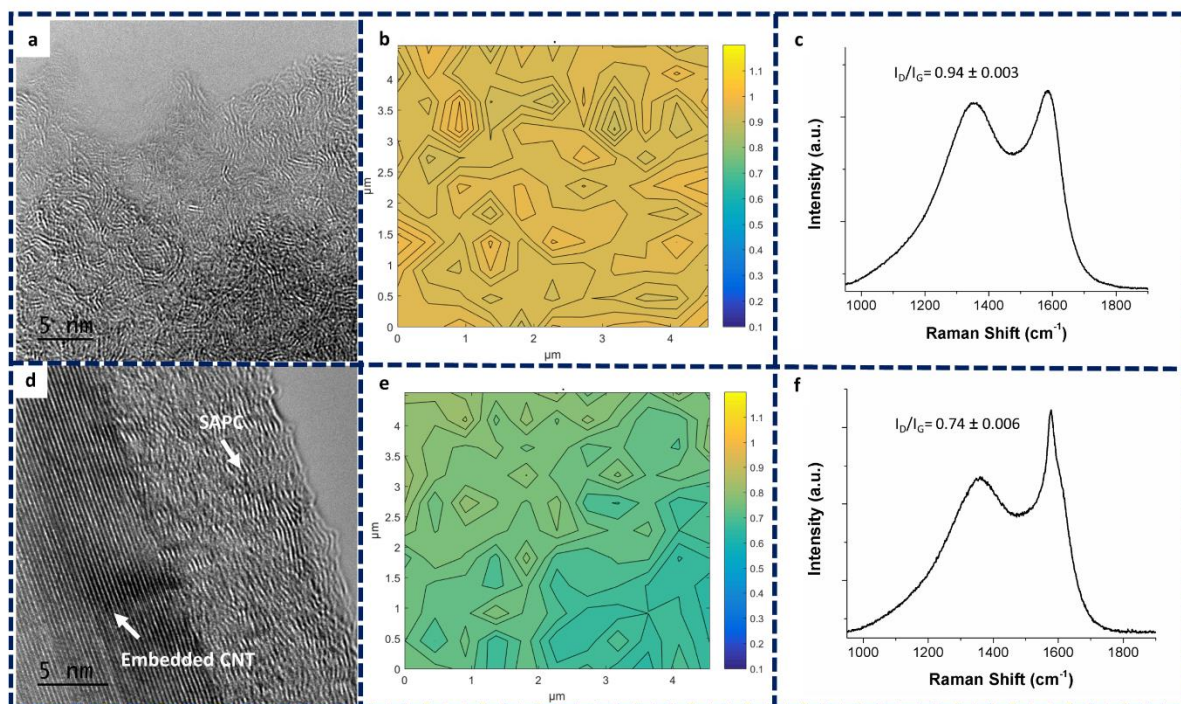 a
5 nm
b
µm
4
3.5
3
2.5
2
1.5
1
0.5
0
0 1 2 3 4
µm
1.1
1
0.9
0.8
0.7
0.6
0.5
0.4
0.3
0.2
0.1
c
I_D/I_G= 0.94 ± 0.003
Intensity (a.u.)
1000 1200 1400 1600 1800
Raman Shift (cm⁻¹)
d
SAPC
Embedded CNT
5 nm
e
µm
4
3.5
3
2.5
2
1.5
1
0.5
0
0 1 2 3 4
µm
1.1
1
0.9
0.8
0.7
0.6
0.5
0.4
0.3
0.2
0.1
f
I_D/I_G= 0.74 ± 0.006
Intensity (a.u.)
1000 1200 1400 1600 1800
Raman Shift (cm⁻¹)